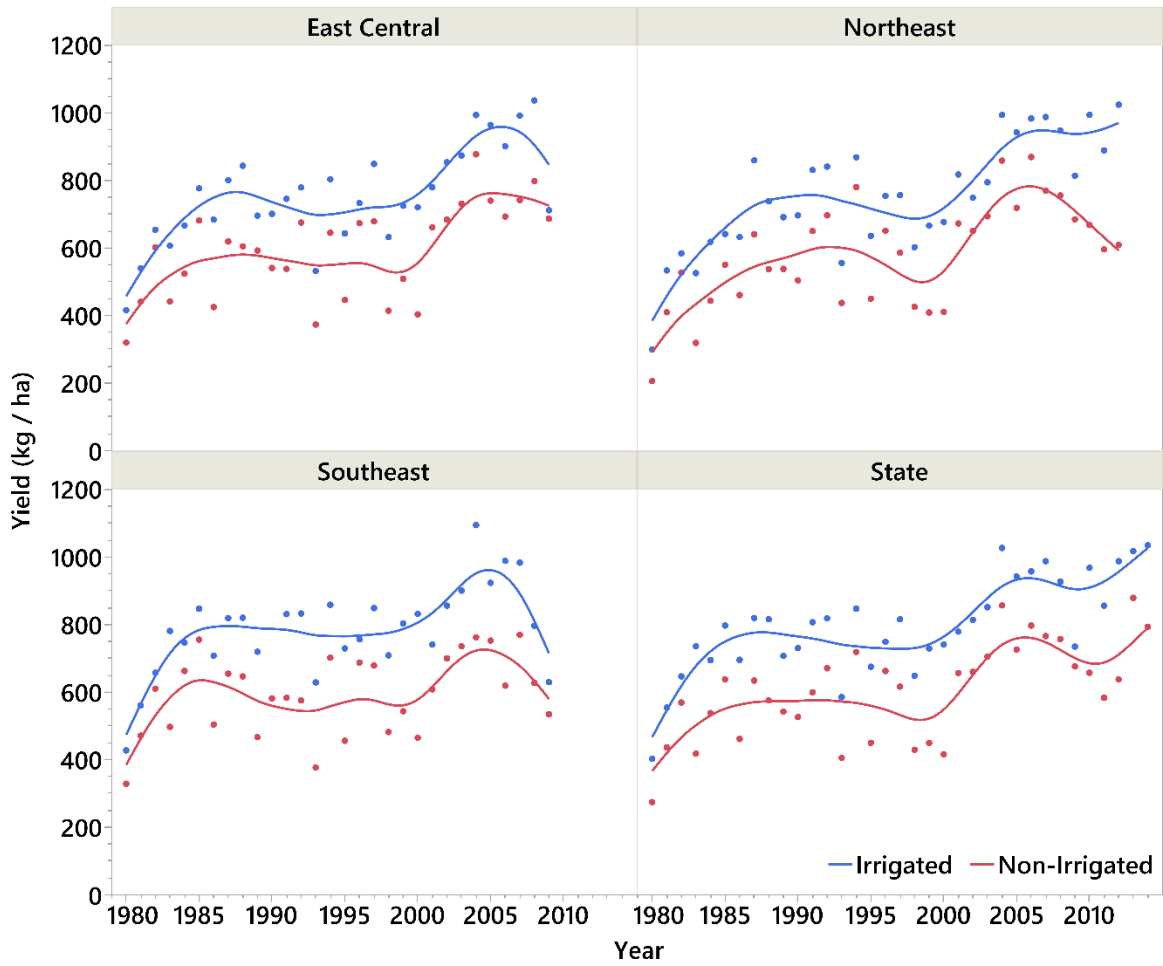 East Central
Northeast
1200
1000
800
600
400
200
0
Southeast
State
1200
1000
800
600
400
200
0
Yield (kg / ha)
Irrigated
Non-Irrigated
1980 1985 1990 1995 2000 2005 2010
1980 1985 1990 1995 2000 2005 2010
Year